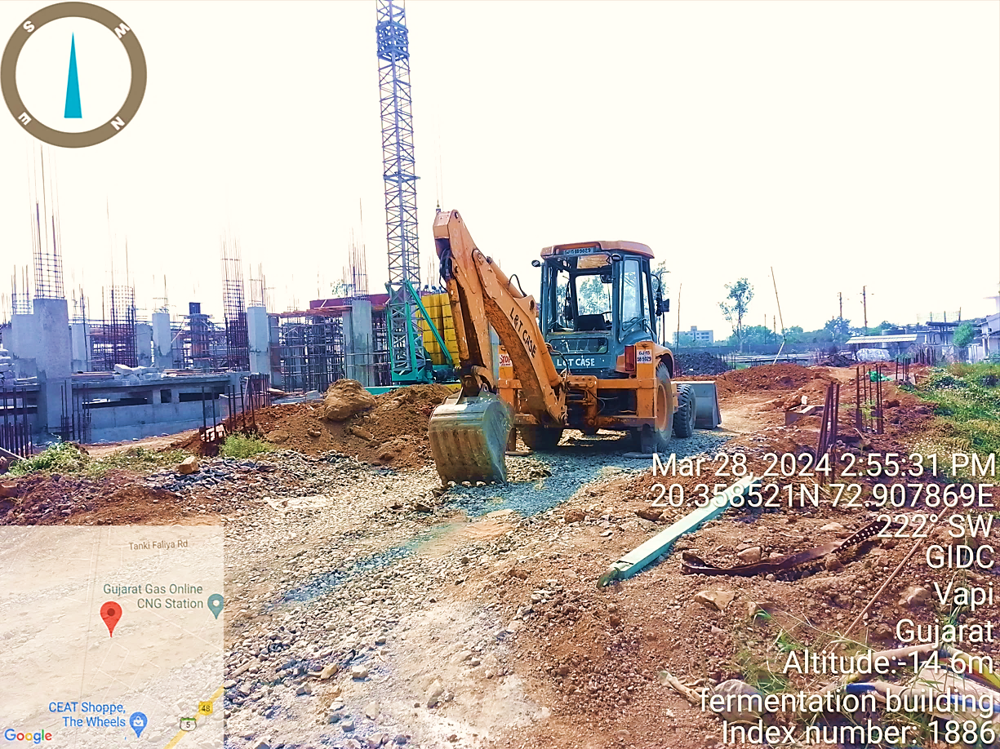 S
W
E
N
L&T CASE
L&T CASE
Mar 28, 2024 2:55:31 PM
20.358521N 72.907869E
222° SW
GIDC
Vapi
Gujarat
Altitude:-14.6m
fermentation building
Index number: 1886
Tanki Faliya Rd
Gujarat Gas Online
CNG Station
CEAT Shoppe,
The Wheels
48
5
Google